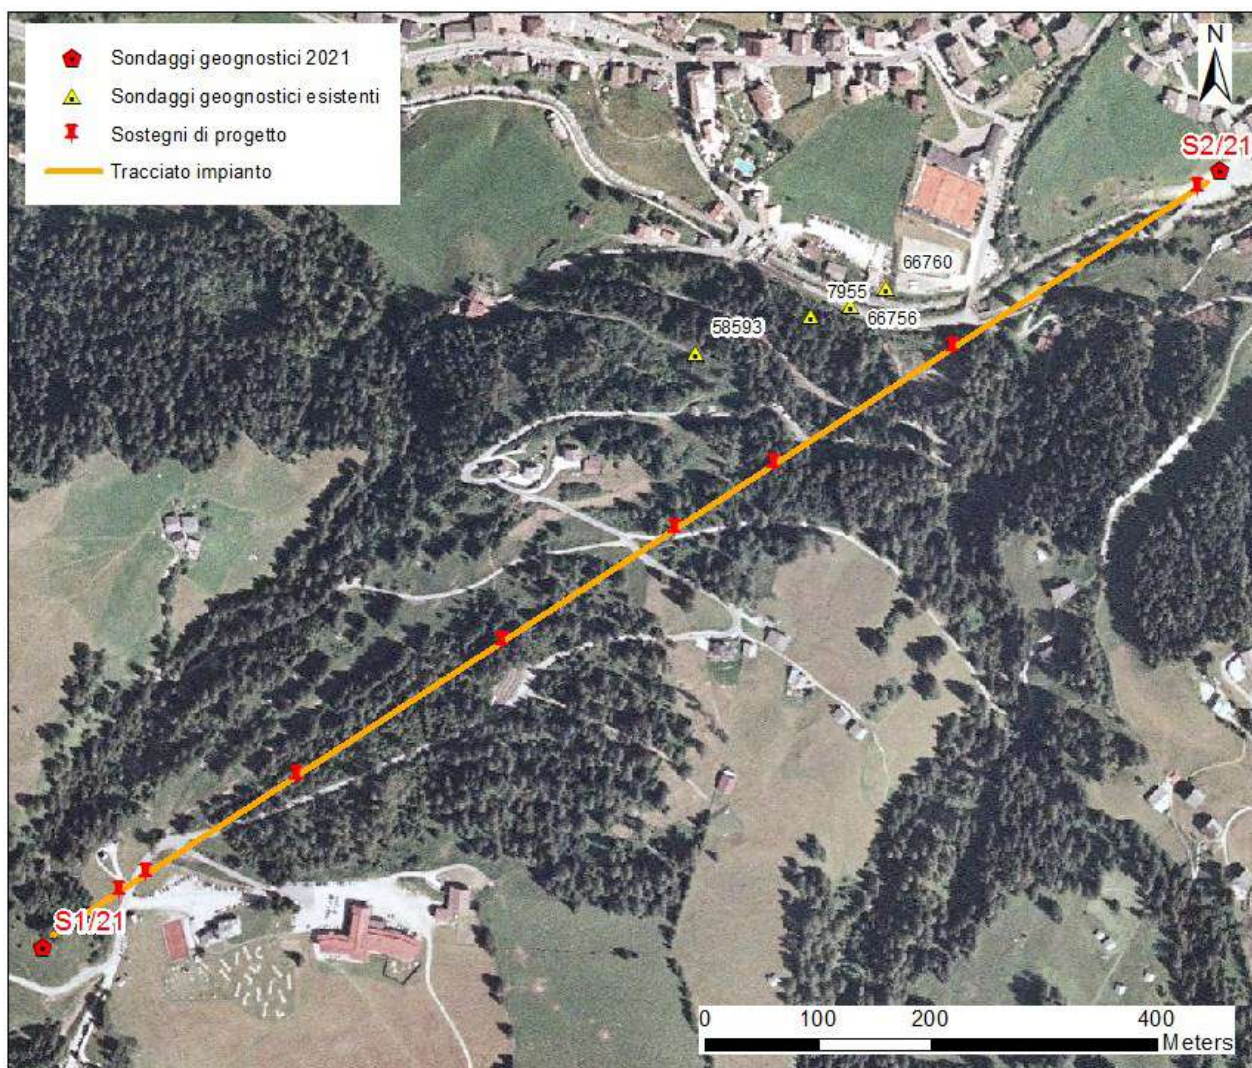 Sondaggi geognostici 2021
Sondaggi geognostici esistenti
Sostegni di progetto
Tracciato impianto
N
S2/21
66760
7955
66756
58593
S1/21
0 100 200 400
Meters